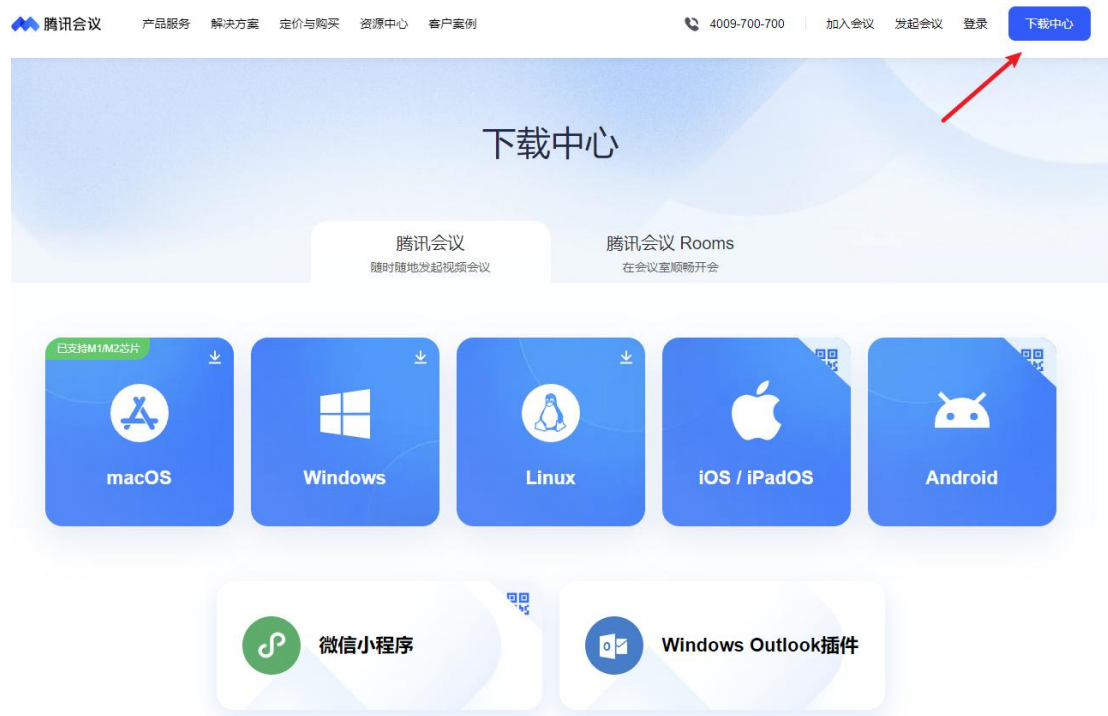 腾讯会议 产品服务 解决方案 定价与购买 资源中心 客户案例 4009-700-700 加入会议 发起会议 登录 下载中心
下载中心
腾讯会议 腾讯会议 Rooms
随时随地发起视频会议 在会议室顺畅开会
已支持M1/M2芯片
macOS Windows Linux iOS / iPadOS Android
微信小程序 Windows Outlook插件